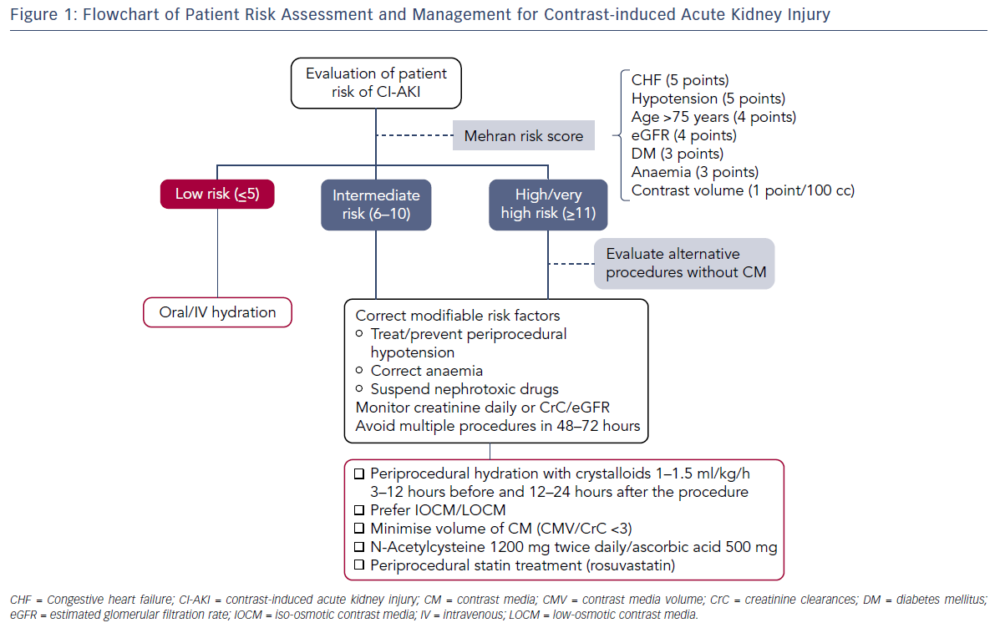 Figure 1: Flowchart of Patient Risk Assessment and Management for Contrast-induced Acute Kidney Injury
Evaluation of patient
risk of CI-AKI
Mehran risk score
CHF (5 points)
Hypotension (5 points)
Age >75 years (4 points)
eGFR (4 points)
DM (3 points)
Anaemia (3 points)
Contrast volume (1 point/100 cc)
Low risk (≤5)
Intermediate
risk (6–10)
High/very
high risk (≥11)
Evaluate alternative
procedures without CM
Oral/IV hydration
Correct modifiable risk factors
Treat/prevent periprocedural
hypotension
Correct anaemia
Suspend nephrotoxic drugs
Monitor creatinine daily or CrC/eGFR
Avoid multiple procedures in 48–72 hours
Periprocedural hydration with crystalloids 1–1.5 ml/kg/h
3–12 hours before and 12–24 hours after the procedure
Prefer IOCM/LOCM
Minimise volume of CM (CMV/CrC <3)
N-Acetylcysteine 1200 mg twice daily/ascorbic acid 500 mg
Periprocedural statin treatment (rosuvastatin)
CHF = Congestive heart failure; CI-AKI = contrast-induced acute kidney injury; CM = contrast media; CMV = contrast media volume; CrC = creatinine clearances; DM = diabetes mellitus;
eGFR = estimated glomerular filtration rate; IOCM = iso-osmotic contrast media; IV = intravenous; LOCM = low-osmotic contrast media.